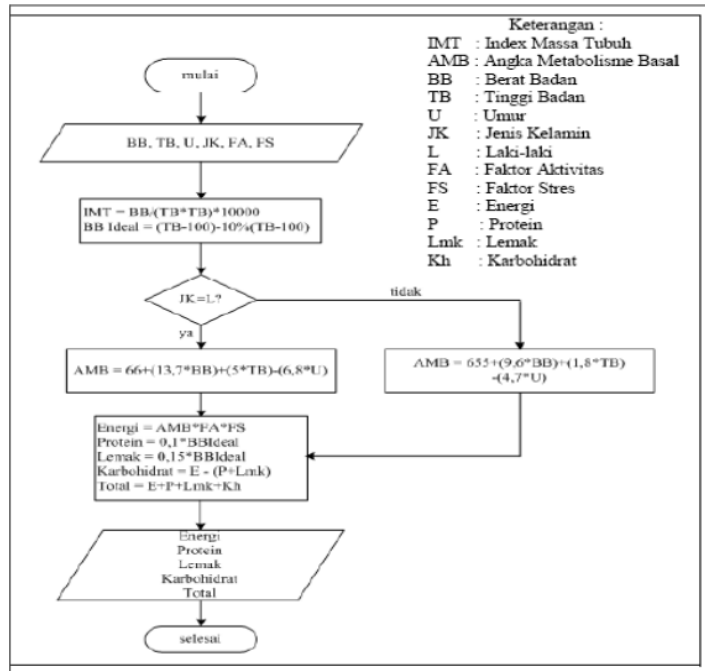 Keterangan :
IMT : Index Massa Tubuh
AMB : Angka Metabolisme Basal
BB : Berat Badan
TB : Tinggi Badan
U : Umur
JK : Jenis Kelamin
L : Laki-laki
FA : Faktor Aktivitas
FS : Faktor Stres
E : Energi
P : Protein
Lmk : Lemak
Kh : Karbohidrat
mulai
BB, TB, U, JK, FA, FS
IMT = BB/(TB*TB)*10000
BB Ideal = (TB-100)-10%(TB-100)
JK=L?
tidak
ya
AMB = 66+(13,7*BB)+(5*TB)-(6,8*U)
AMB = 655+(9,6*BB)+(1,8*TB)
-(4,7*U)
Energi = AMB*FA*FS
Protein = 0,1*BBIdeal
Lemak = 0,15*BBIdeal
Karbohidrat = E - (P+Lmk)
Total = E+P+Lmk+Kh
Energi
Protein
Lemak
Karbohidrat
Total
selesai